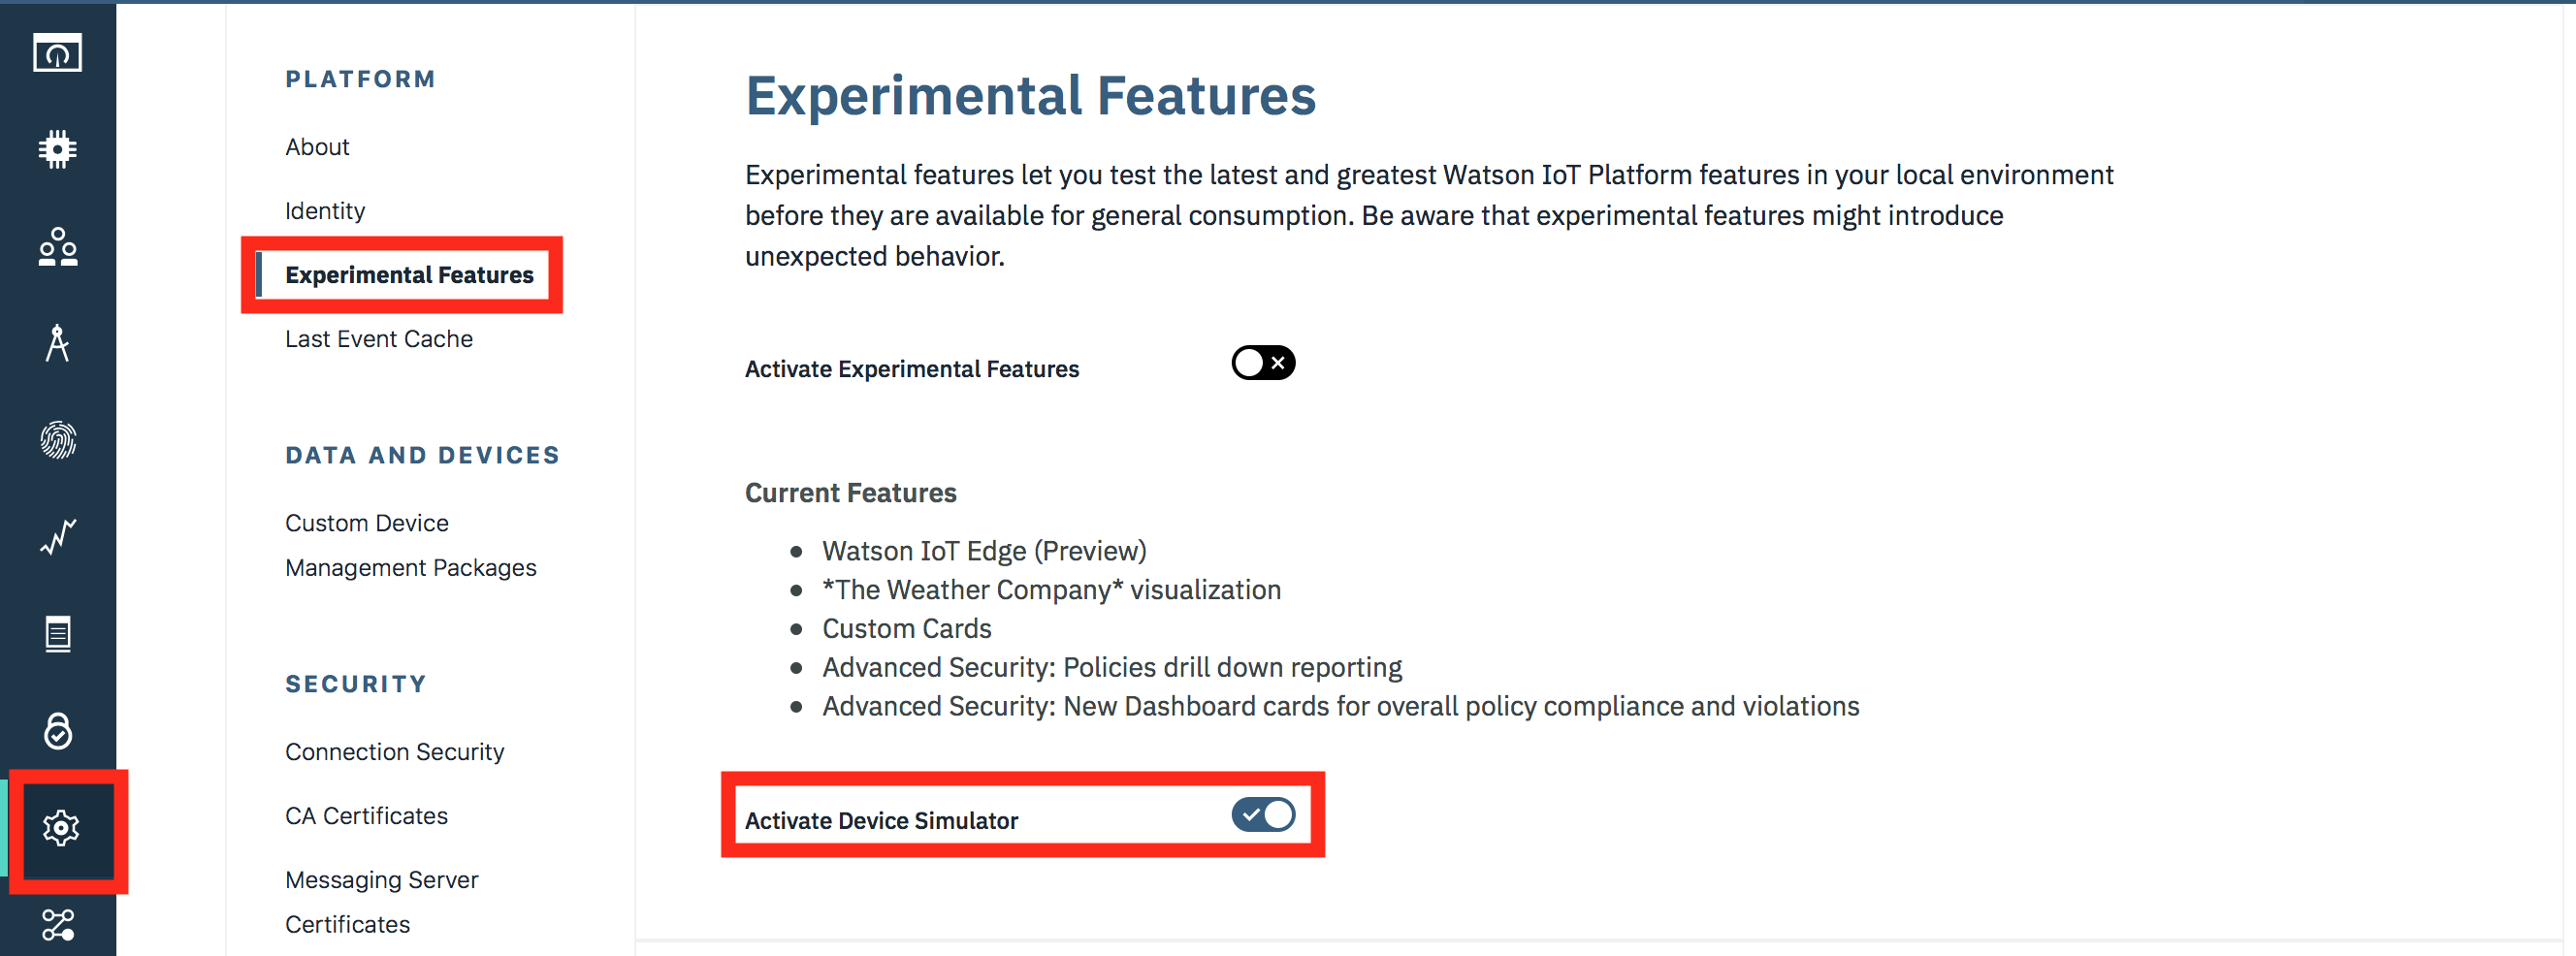 PLATFORM
About
Identity
Experimental Features
Last Event Cache
DATA AND DEVICES
Custom Device
Management Packages
SECURITY
Connection Security
CA Certificates
Messaging Server
Certificates
Experimental Features
Experimental features let you test the latest and greatest Watson IoT Platform features in your local environment
before they are available for general consumption. Be aware that experimental features might introduce
unexpected behavior.
Activate Experimental Features
Current Features
Watson IoT Edge (Preview)
*The Weather Company* visualization
Custom Cards
Advanced Security: Policies drill down reporting
Advanced Security: New Dashboard cards for overall policy compliance and violations
Activate Device Simulator